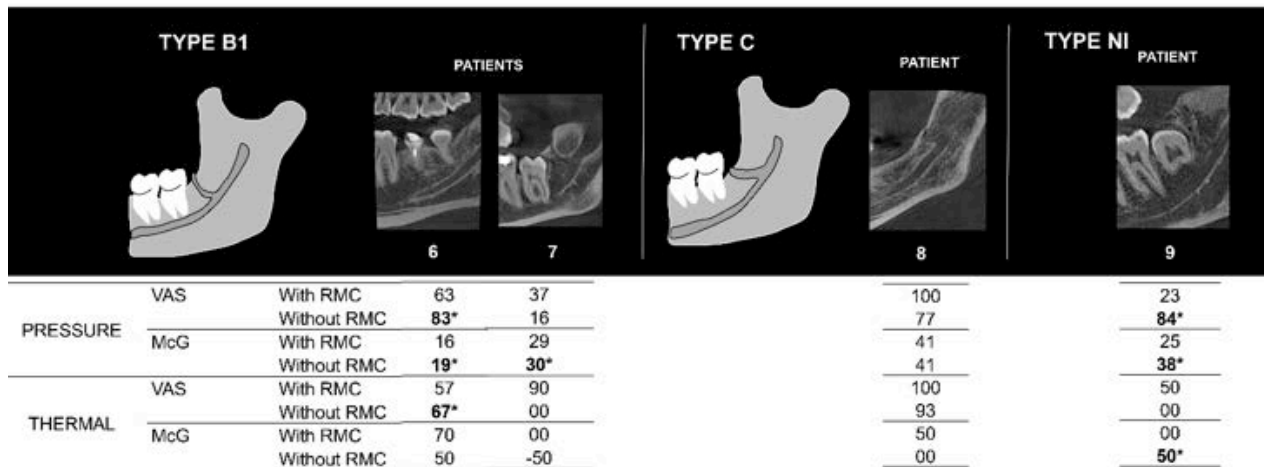 TYPE B1 TYPE C TYPE NI
PATIENTS PATIENT PATIENT
6 7 8 9
PRESSURE VAS With RMC 63 37 100 23
Without RMC 83* 16 77 84*
McG With RMC 16 29 41 25
Without RMC 19* 30* 41 38*
THERMAL VAS With RMC 57 90 100 50
Without RMC 67* 00 93 00
McG With RMC 70 00 50 00
Without RMC 50 -50 00 50*